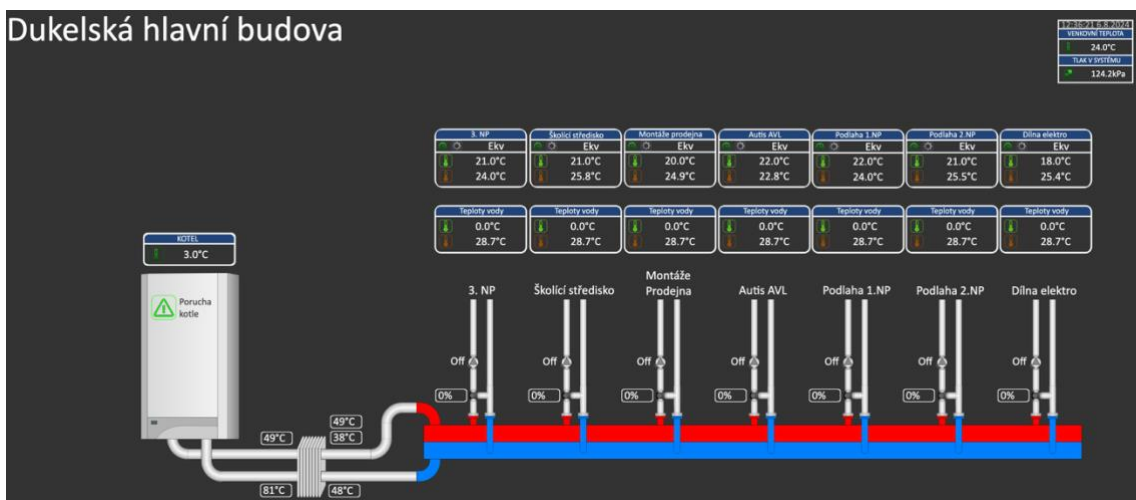 Dukelská hlavní budova
12:36:21 6.8.2024
VENKOVNÍ TEPLOTA
24.0°C
TLAK V SYSTÉMU
124.2kPa
3. NP Školící středisko Montáže prodejna Autis AVL Podlaha 1.NP Podlaha 2.NP Dílna elektro
Ekv Ekv Ekv Ekv Ekv Ekv Ekv
21.0°C 21.0°C 20.0°C 22.0°C 22.0°C 21.0°C 18.0°C
24.0°C 25.8°C 24.9°C 22.8°C 24.0°C 25.5°C 25.4°C
Teploty vody Teploty vody Teploty vody Teploty vody Teploty vody Teploty vody Teploty vody
0.0°C 0.0°C 0.0°C 0.0°C 0.0°C 0.0°C 0.0°C
28.7°C 28.7°C 28.7°C 28.7°C 28.7°C 28.7°C 28.7°C
KOTEL
3.0°C
Porucha
kotle
3. NP Školící středisko Montáže Prodejna Autis AVL Podlaha 1.NP Podlaha 2.NP Dílna elektro
Off Off Off Off Off Off Off
0% 0% 0% 0% 0% 0% 0%
49°C
49°C 38°C
81°C 48°C